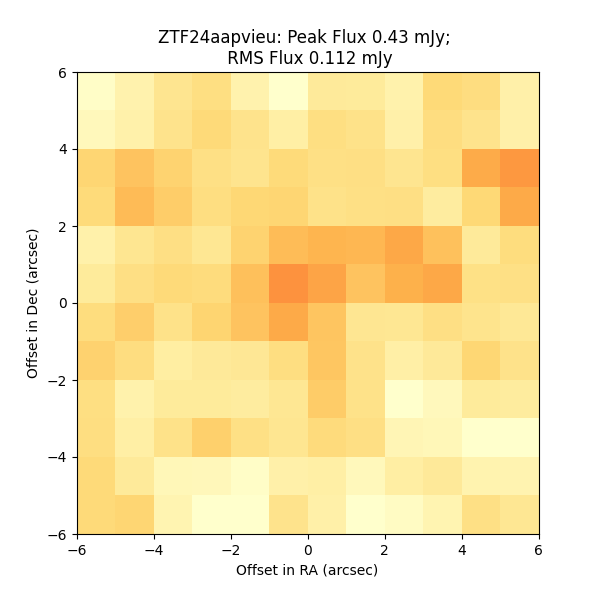 ZTF24aapvieu: Peak Flux 0.43 mJy;
RMS Flux 0.112 mJy
6
4
2
0
−2
−4
−6
Offset in Dec (arcsec)
−6 −4 −2 0 2 4 6
Offset in RA (arcsec)